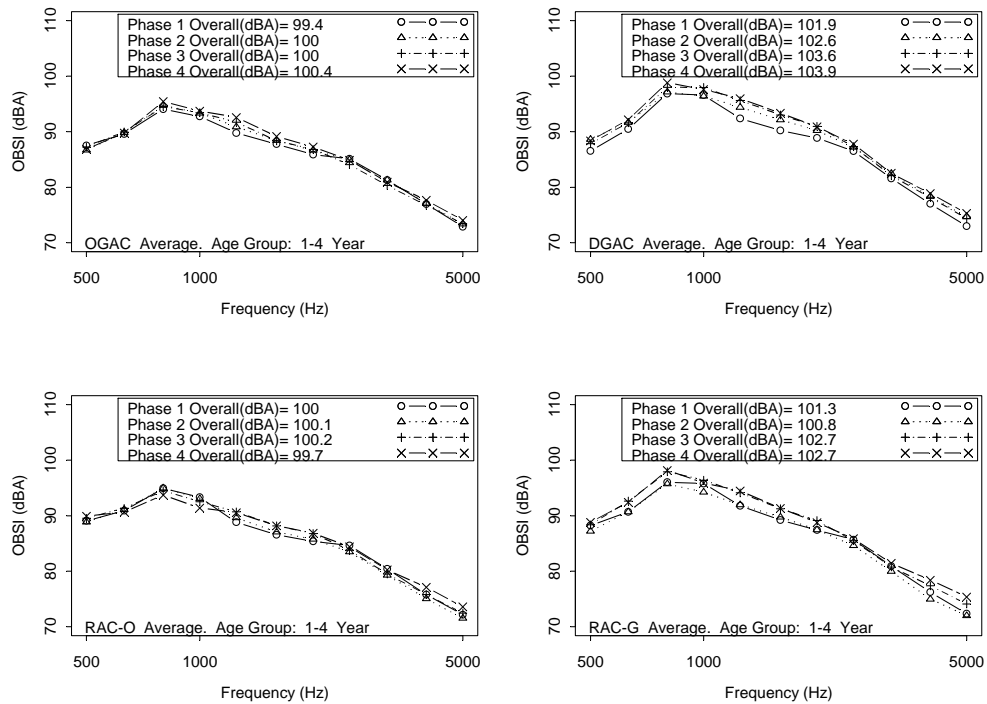 Phase 1 Overall(dBA)= 99.4
Phase 2 Overall(dBA)= 100
Phase 3 Overall(dBA)= 100
Phase 4 Overall(dBA)= 100.4
110
100
90
80
70
OBSI (dBA)
OGAC Average. Age Group: 1-4 Year
500 1000 5000
Frequency (Hz)
Phase 1 Overall(dBA)= 101.9
Phase 2 Overall(dBA)= 102.6
Phase 3 Overall(dBA)= 103.6
Phase 4 Overall(dBA)= 103.9
110
100
90
80
70
OBSI (dBA)
DGAC Average. Age Group: 1-4 Year
500 1000 5000
Frequency (Hz)
Phase 1 Overall(dBA)= 100
Phase 2 Overall(dBA)= 100.1
Phase 3 Overall(dBA)= 100.2
Phase 4 Overall(dBA)= 99.7
110
100
90
80
70
OBSI (dBA)
RAC-O Average. Age Group: 1-4 Year
500 1000 5000
Frequency (Hz)
Phase 1 Overall(dBA)= 101.3
Phase 2 Overall(dBA)= 100.8
Phase 3 Overall(dBA)= 102.7
Phase 4 Overall(dBA)= 102.7
110
100
90
80
70
OBSI (dBA)
RAC-G Average. Age Group: 1-4 Year
500 1000 5000
Frequency (Hz)